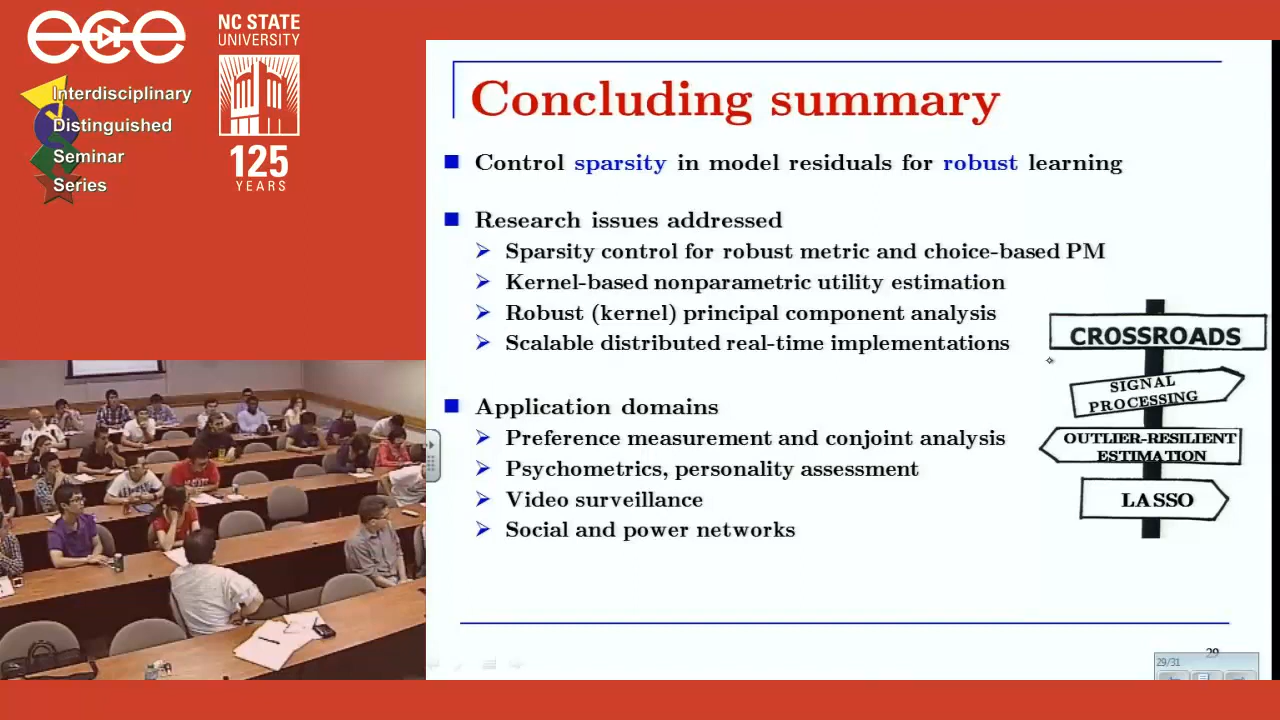 ece
NC STATE
UNIVERSITY
Interdisciplinary
Distinguished
Seminar
Series
125
YEARS
Concluding summary
Control sparsity in model residuals for robust learning
Research issues addressed
Sparsity control for robust metric and choice-based PM
Kernel-based nonparametric utility estimation
Robust (kernel) principal component analysis
Scalable distributed real-time implementations
Application domains
Preference measurement and conjoint analysis
Psychometrics, personality assessment
Video surveillance
Social and power networks
CROSSROADS
SIGNAL
PROCESSING
OUTLIER-RESILIENT
ESTIMATION
LASSO
29
29/31